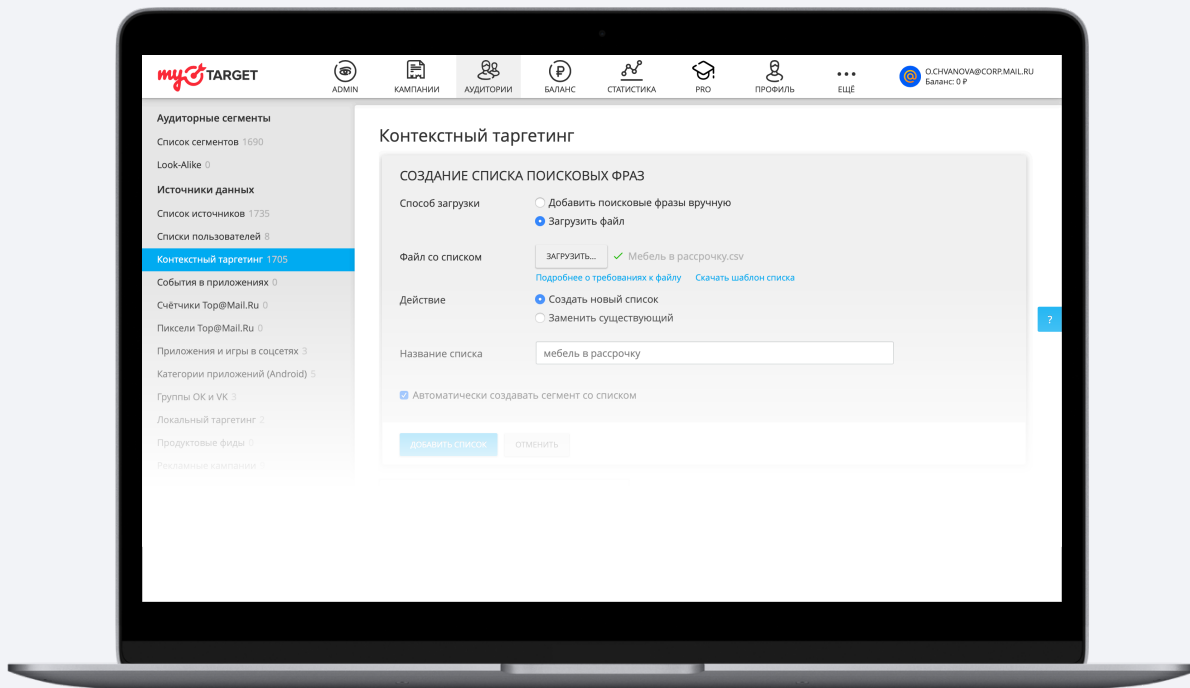 my TARGET
ADMIN
КАМПАНИИ
АУДИТОРИИ
БАЛАНС
СТАТИСТИКА
PRO
ПРОФИЛЬ
ЕЩЁ
O.CHVANOVA@CORP.MAIL.RU
Баланс: 0 ₽
Аудиторные сегменты
Список сегментов 1690
Look-Alike 0
Источники данных
Список источников 1735
Списки пользователей 8
Контекстный таргетинг 1705
События в приложениях 0
Счётчики Top@Mail.Ru 0
Пиксели Top@Mail.Ru 0
Приложения и игры в соцсетях 3
Категории приложений (Android) 5
Группы ОК и VK 3
Локальный таргетинг 2
Продуктовые фиды 0
Рекламные кампании
Контекстный таргетинг
СОЗДАНИЕ СПИСКА ПОИСКОВЫХ ФРАЗ
Способ загрузки
Добавить поисковые фразы вручную
Загрузить файл
Файл со списком
ЗАГРУЗИТЬ...
Мебель в рассрочку.csv
Подробнее о требованиях к файлу
Скачать шаблон списка
Действие
Создать новый список
Заменить существующий
Название списка
мебель в рассрочку
Автоматически создавать сегмент со списком
ДОБАВИТЬ СПИСОК
ОТМЕНИТЬ
?